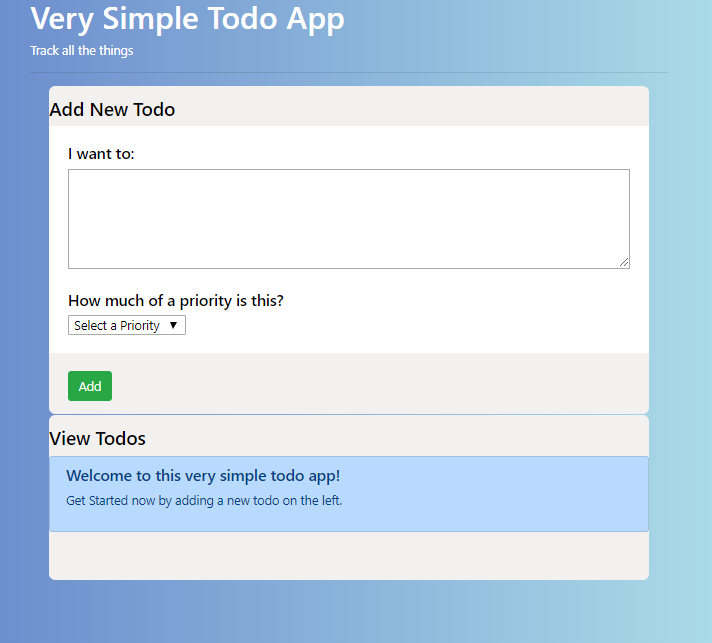 Very Simple Todo App
Track all the things
Add New Todo
I want to:
How much of a priority is this?
Select a Priority
Add
View Todos
Welcome to this very simple todo app!
Get Started now by adding a new todo on the left.